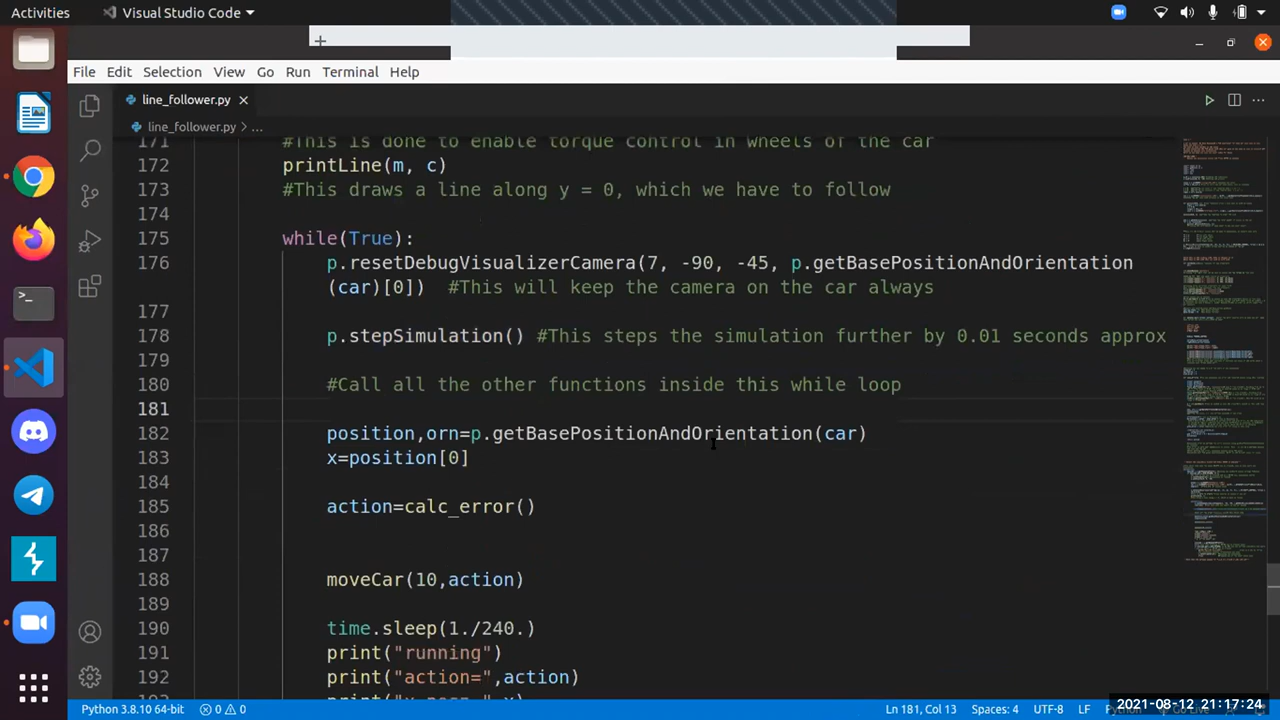 Activities
Visual Studio Code
+
File Edit Selection View Go Run Terminal Help
line_follower.py
line_follower.py > ...
171 #This is done to enable torque control in wheels of the car
172 printLine(m, c)
173 #This draws a line along y = 0, which we have to follow
174
175 while(True):
176 p.resetDebugVisualizerCamera(7, -90, -45, p.getBasePositionAndOrientation
(car)[0]) #This will keep the camera on the car always
177
178 p.stepSimulation() #This steps the simulation further by 0.01 seconds approx
179
180 #Call all the other functions inside this while loop
181
182 position,orn=p.getBasePositionAndOrientation(car)
183 x=position[0]
184
185 action=calc_error()
186
187
188 moveCar(10,action)
189
190 time.sleep(1./240.)
191 print("running")
192 print("action=",action)
Python 3.8.10 64-bit 0 0 Ln 181, Col 13 Spaces: 4 UTF-8 LF
2021-08-12 21:17:24